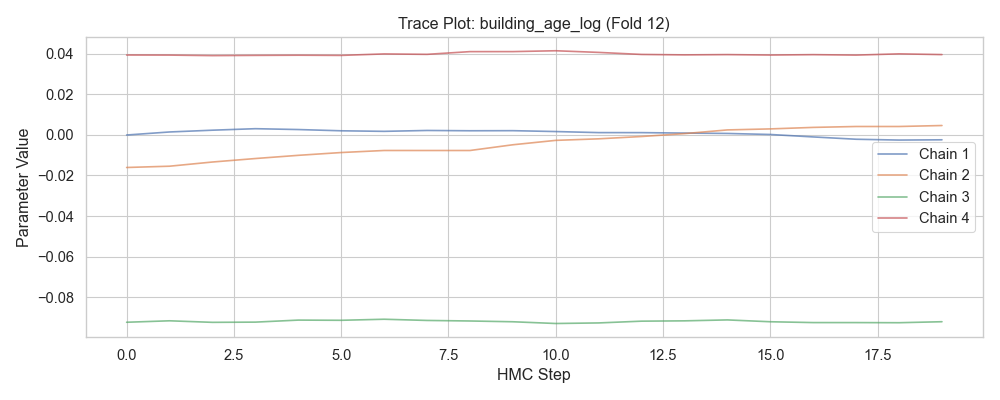 Trace Plot: building_age_log (Fold 12)
Parameter Value
0.04
0.02
0.00
−0.02
−0.04
−0.06
−0.08
Chain 1
Chain 2
Chain 3
Chain 4
0.0 2.5 5.0 7.5 10.0 12.5 15.0 17.5
HMC Step